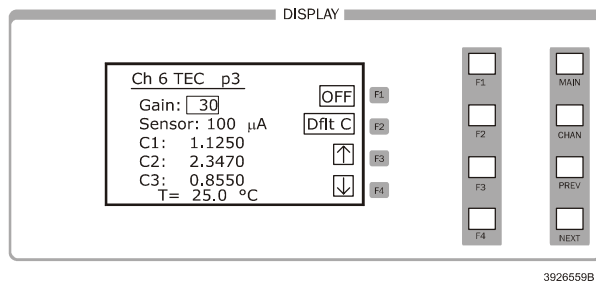 DISPLAY
Ch 6 TEC p3
Gain: 30
Sensor: 100 µA
C1: 1.1250
C2: 2.3470
C3: 0.8550
T= 25.0 °C
OFF
Dflt C
↑
↓
F1
F2
F3
F4
F1
F2
F3
F4
MAIN
CHAN
PREV
NEXT
3926559B